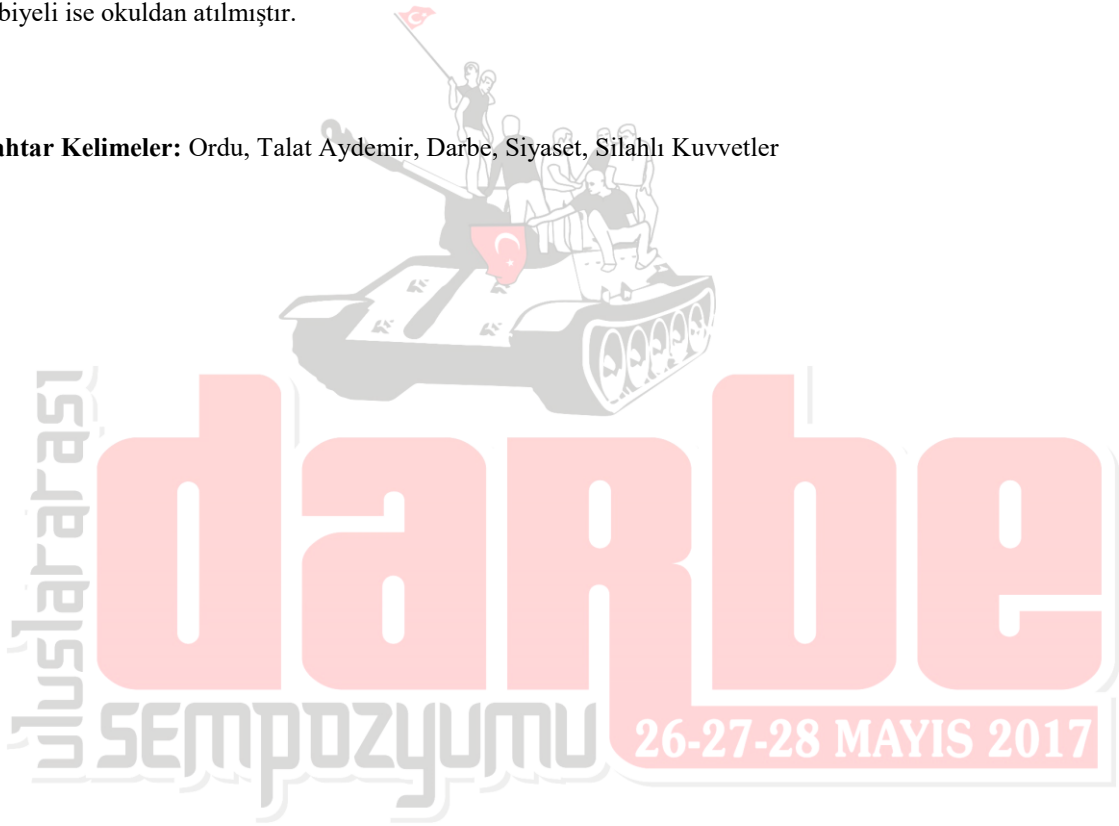 biyeli ise okuldan atılmıştır.
ahtar Kelimeler: Ordu, Talat Aydemir, Darbe, Siyaset, Silahlı Kuvvetler
uluslararası
darbe
SEMPOZYUMU
26-27-28 MAYIS 2017